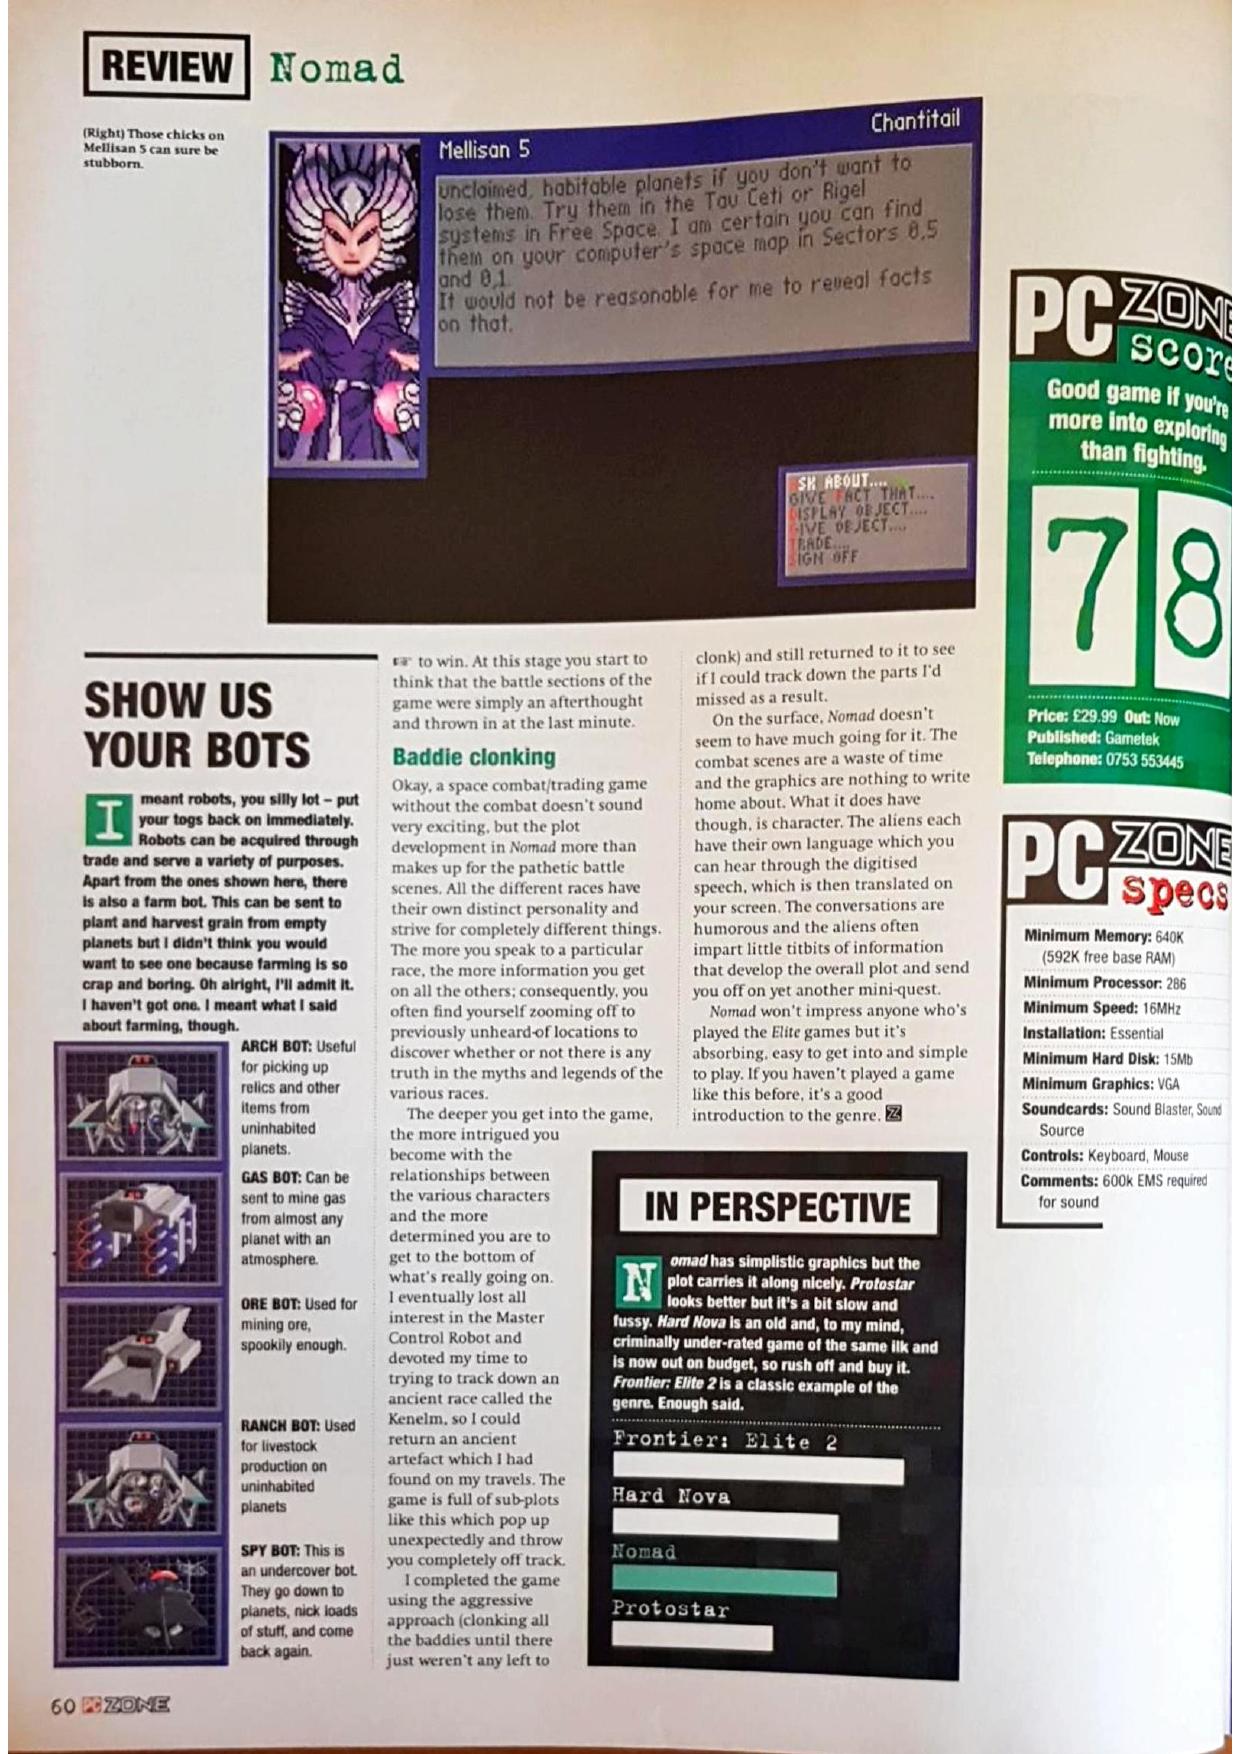 REVIEW Nomad
(Right) Those chicks on
Mellisan 5 can sure be
stubborn.
Chantitail
Mellisan 5
unclaimed, habitable planets if you don't want to
lose them. Try them in the Tau Ceti or Rigel
systems in Free Space. I am certain you can find
them on your computer's space map in Sectors 0,5
and 0,1.
It would not be reasonable for me to reveal facts
on that.
ASK ABOUT....
GIVE FACT THAT....
DISPLAY OBJECT....
GIVE OBJECT....
TRADE....
SIGN OFF
SHOW US
YOUR BOTS
I meant robots, you silly lot – put
your togs back on immediately.
Robots can be acquired through
trade and serve a variety of purposes.
Apart from the ones shown here, there
is also a farm bot. This can be sent to
plant and harvest grain from empty
planets but I didn't think you would
want to see one because farming is so
crap and boring. Oh alright, I'll admit it.
I haven't got one. I meant what I said
about farming, though.
ARCH BOT: Useful
for picking up
relics and other
items from
uninhabited
planets.
GAS BOT: Can be
sent to mine gas
from almost any
planet with an
atmosphere.
ORE BOT: Used for
mining ore,
spookily enough.
RANCH BOT: Used
for livestock
production on
uninhabited
planets
SPY BOT: This is
an undercover bot.
They go down to
planets, nick loads
of stuff, and come
back again.
☞ to win. At this stage you start to
think that the battle sections of the
game were simply an afterthought
and thrown in at the last minute.
Baddie clonking
Okay, a space combat/trading game
without the combat doesn't sound
very exciting, but the plot
development in Nomad more than
makes up for the pathetic battle
scenes. All the different races have
their own distinct personality and
strive for completely different things.
The more you speak to a particular
race, the more information you get
on all the others; consequently, you
often find yourself zooming off to
previously unheard-of locations to
discover whether or not there is any
truth in the myths and legends of the
various races.
The deeper you get into the game,
the more intrigued you
become with the
relationships between
the various characters
and the more
determined you are to
get to the bottom of
what's really going on.
I eventually lost all
interest in the Master
Control Robot and
devoted my time to
trying to track down an
ancient race called the
Kenelm, so I could
return an ancient
artefact which I had
found on my travels. The
game is full of sub-plots
like this which pop up
unexpectedly and throw
you completely off track.
I completed the game
using the aggressive
approach (clonking all
the baddies until there
just weren't any left to
clonk) and still returned to it to see
if I could track down the parts I'd
missed as a result.
On the surface, Nomad doesn't
seem to have much going for it. The
combat scenes are a waste of time
and the graphics are nothing to write
home about. What it does have
though, is character. The aliens each
have their own language which you
can hear through the digitised
speech, which is then translated on
your screen. The conversations are
humorous and the aliens often
impart little titbits of information
that develop the overall plot and send
you off on yet another mini-quest.
Nomad won't impress anyone who's
played the Elite games but it's
absorbing, easy to get into and simple
to play. If you haven't played a game
like this before, it's a good
introduction to the genre. Z
IN PERSPECTIVE
Nomad has simplistic graphics but the
plot carries it along nicely. Protostar
looks better but it's a bit slow and
fussy. Hard Nova is an old and, to my mind,
criminally under-rated game of the same ilk and
is now out on budget, so rush off and buy it.
Frontier: Elite 2 is a classic example of the
genre. Enough said.
Frontier: Elite 2
Hard Nova
Nomad
Protostar
PC ZONE
score
Good game if you're
more into exploring
than fighting.
78
Price: £29.99 Out: Now
Published: Gametek
Telephone: 0753 553445
PC ZONE
specs
Minimum Memory: 640K
(592K free base RAM)
Minimum Processor: 286
Minimum Speed: 16MHz
Installation: Essential
Minimum Hard Disk: 15Mb
Minimum Graphics: VGA
Soundcards: Sound Blaster, Sound
Source
Controls: Keyboard, Mouse
Comments: 600k EMS required
for sound
60 PC ZONE